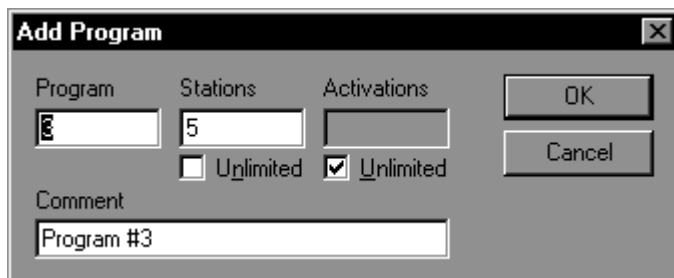 Add Program
Program Stations Activations
3 5
Unlimited Unlimited
OK
Cancel
Comment
Program #3